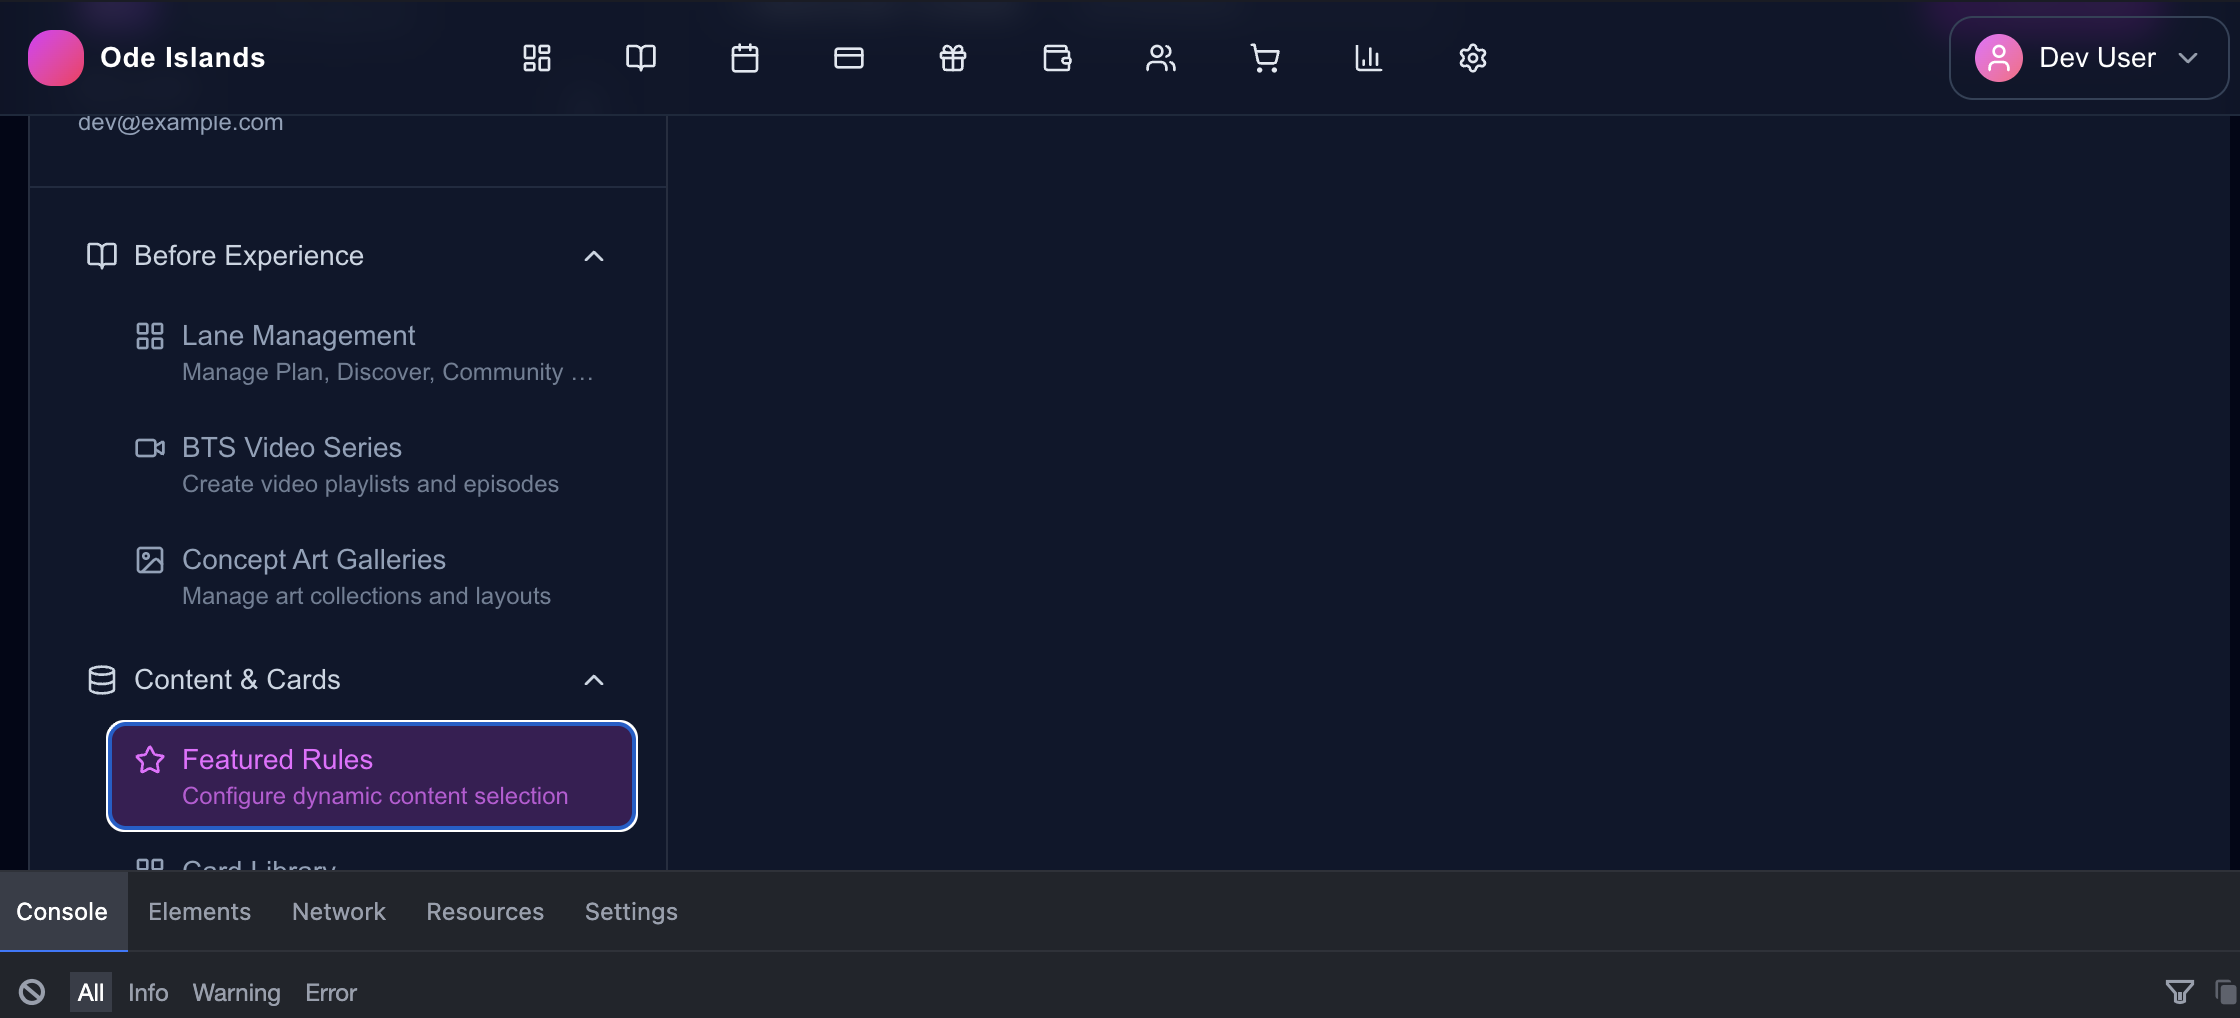 Ode Islands
Dev User
dev@example.com
Before Experience
Lane Management
Manage Plan, Discover, Community …
BTS Video Series
Create video playlists and episodes
Concept Art Galleries
Manage art collections and layouts
Content & Cards
Featured Rules
Configure dynamic content selection
Card Library
Console Elements Network Resources Settings
All Info Warning Error